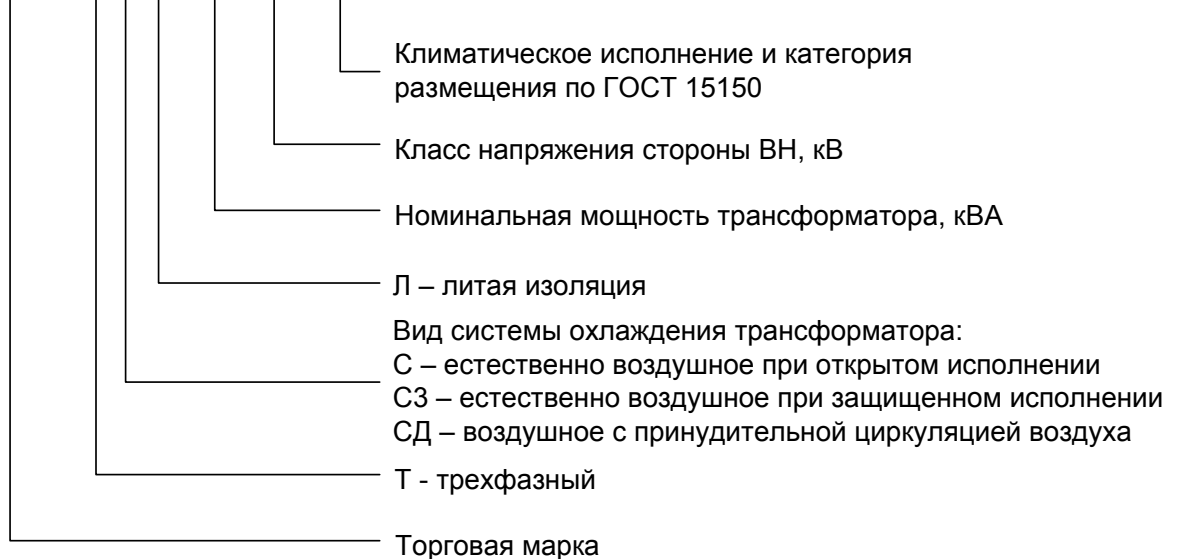 Климатическое исполнение и категория
размещения по ГОСТ 15150
Класс напряжения стороны ВН, кВ
Номинальная мощность трансформатора, кВА
Л – литая изоляция
Вид системы охлаждения трансформатора:
С – естественно воздушное при открытом исполнении
СЗ – естественно воздушное при защищенном исполнении
СД – воздушное с принудительной циркуляцией воздуха
Т - трехфазный
Торговая марка